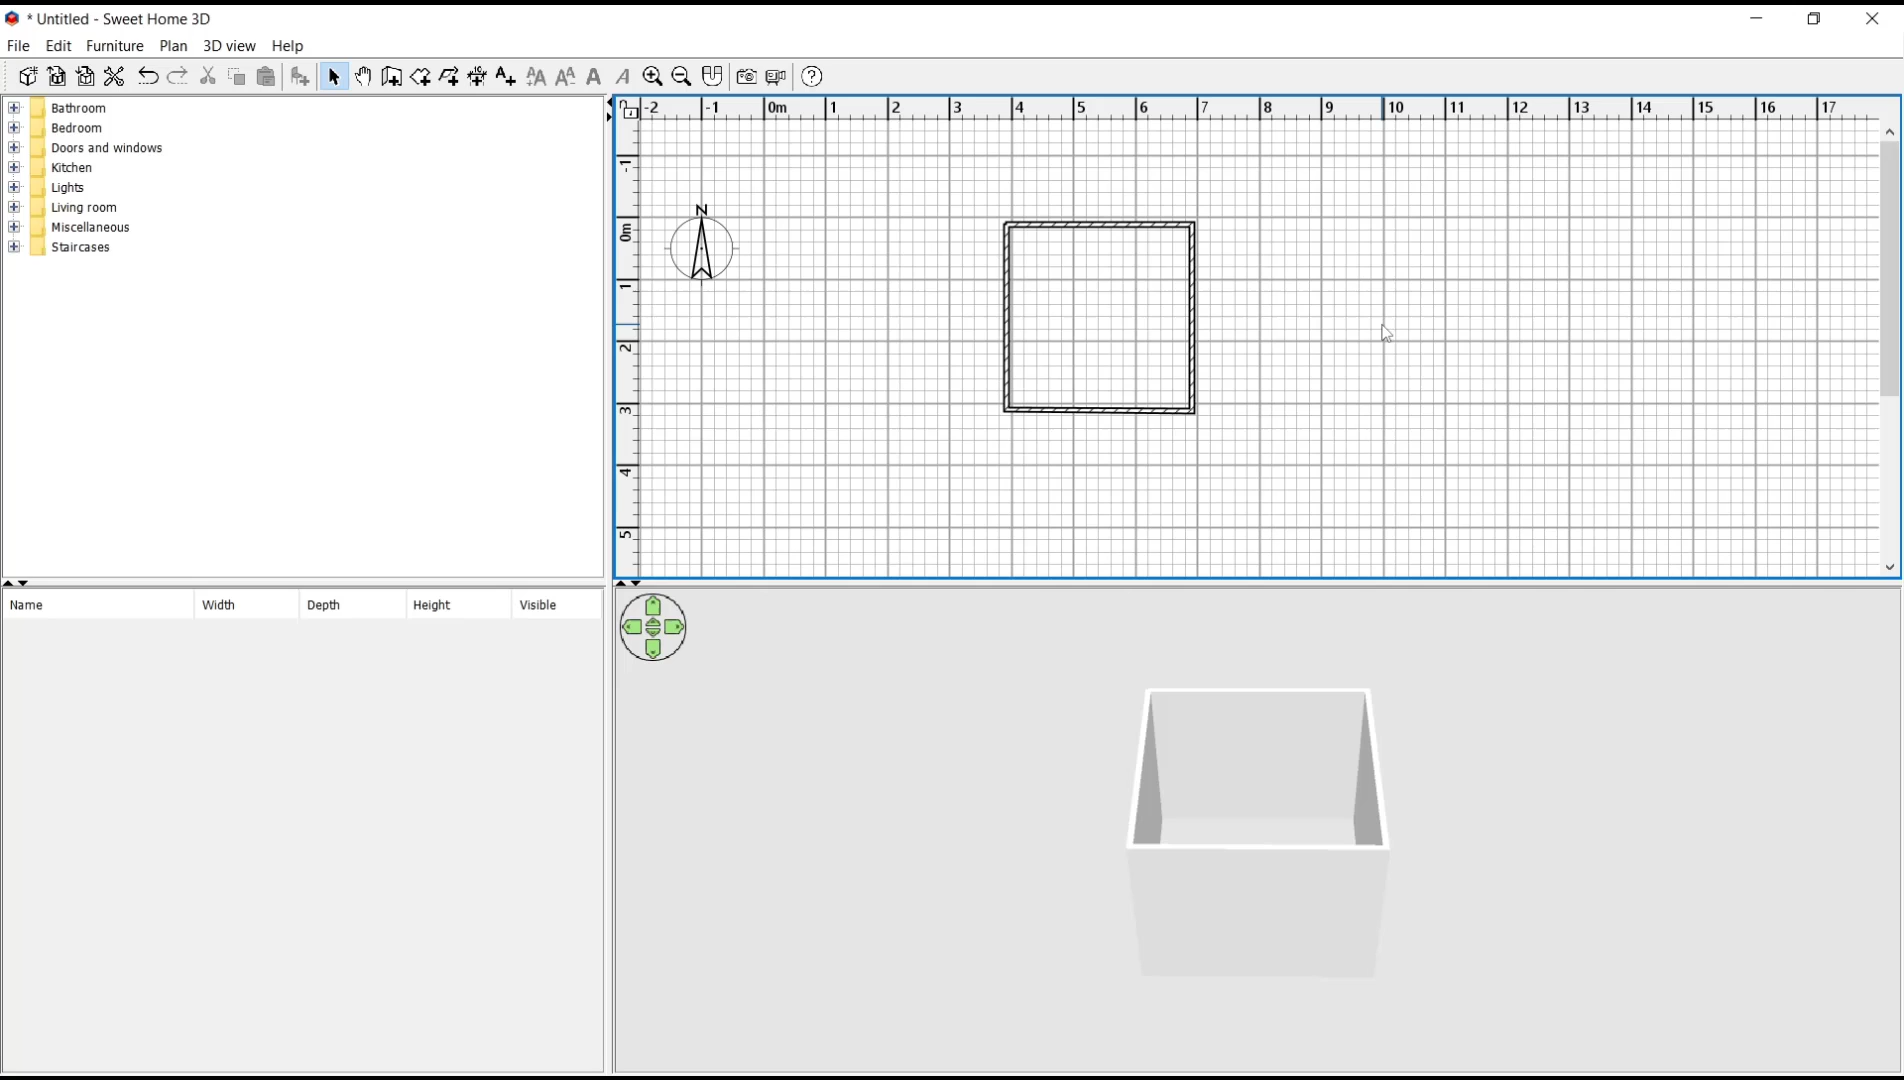 * Untitled - Sweet Home 3D
File Edit Furniture Plan 3D view Help
Bathroom
Bedroom
Doors and windows
Kitchen
Lights
Living room
Miscellaneous
Staircases
-2 -1 0m 1 2 3 4 5 6 7 8 9 10 11 12 13 14 15 16 17
-1
0m
1
2
3
4
5
N
Name Width Depth Height Visible